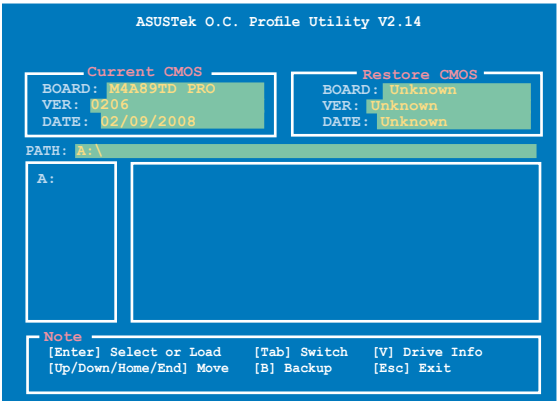 ASUSTek O.C. Profile Utility V2.14
Current CMOS
BOARD: M4A89TD PRO
VER: 0206
DATE: 02/09/2008
Restore CMOS
BOARD: Unknown
VER: Unknown
DATE: Unknown
PATH: A:\
A:
Note
[Enter] Select or Load [Tab] Switch [V] Drive Info
[Up/Down/Home/End] Move [B] Backup [Esc] Exit